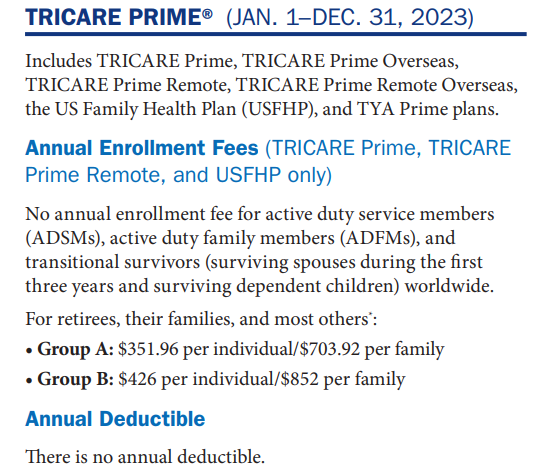 TRICARE PRIME® (JAN. 1–DEC. 31, 2023)
Includes TRICARE Prime, TRICARE Prime Overseas,
TRICARE Prime Remote, TRICARE Prime Remote Overseas,
the US Family Health Plan (USFHP), and TYA Prime plans.
Annual Enrollment Fees (TRICARE Prime, TRICARE
Prime Remote, and USFHP only)
No annual enrollment fee for active duty service members
(ADSMs), active duty family members (ADFMs), and
transitional survivors (surviving spouses during the first
three years and surviving dependent children) worldwide.
For retirees, their families, and most others*:
• Group A: $351.96 per individual/$703.92 per family
• Group B: $426 per individual/$852 per family
Annual Deductible
There is no annual deductible.